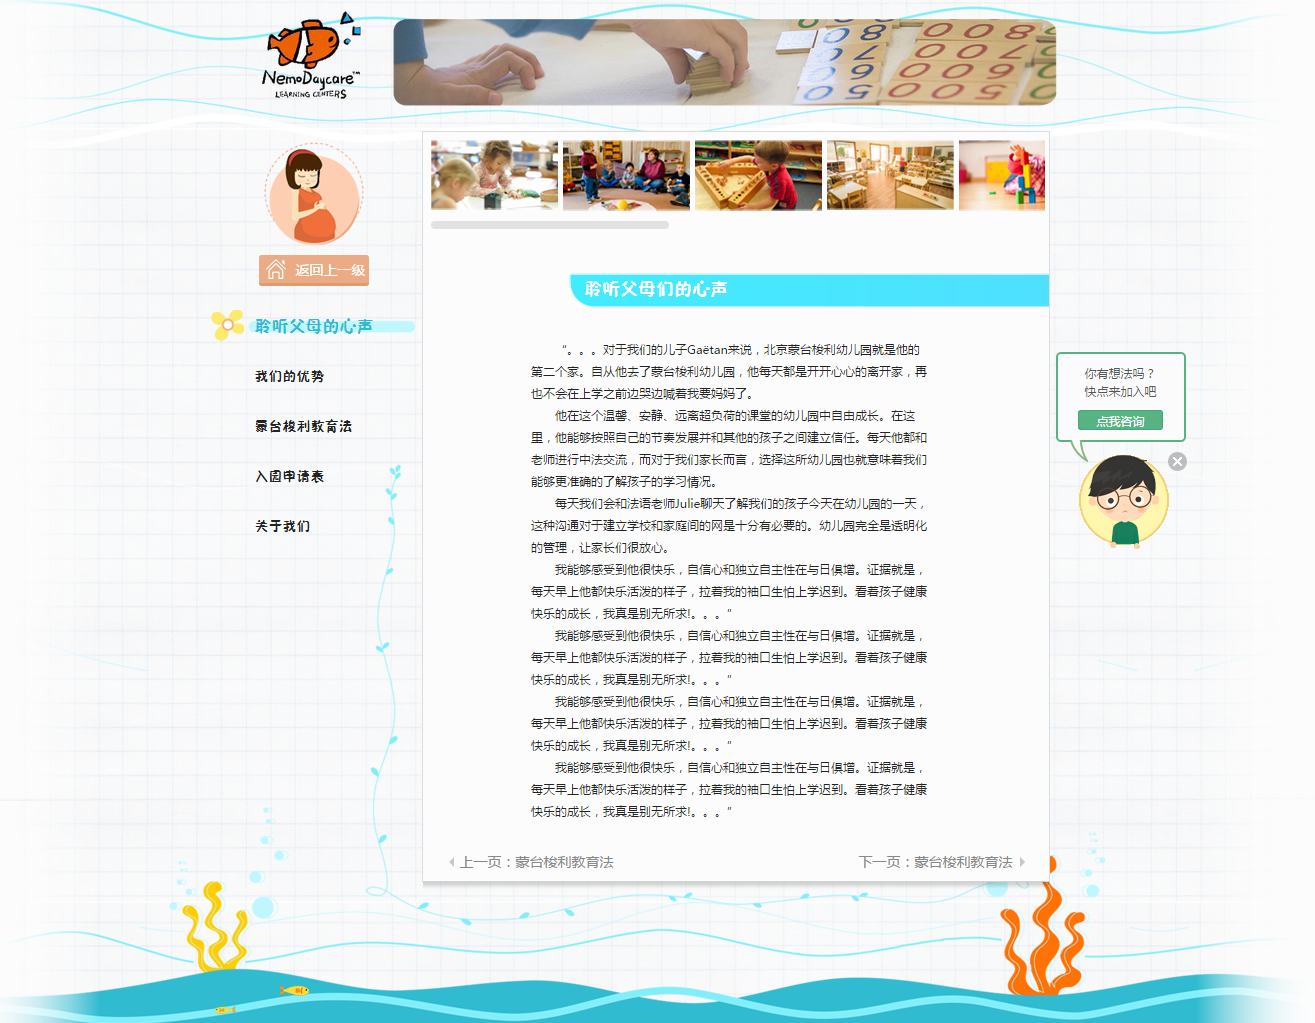 NemoDaycare™
LEARNING CENTERS
返回上一级
聆听父母的心声
我们的优势
蒙台梭利教育法
入园申请表
关于我们
聆听父母们的心声
“。。。对于我们的儿子Gaëtan来说，北京蒙台梭利幼儿园就是他的
第二个家。自从他去了蒙台梭利幼儿园，他每天都是开开心心的离开家，再
也不会在上学之前边哭边喊着我要妈妈了。
他在这个温馨、安静、远离超负荷的课堂的幼儿园中自由成长。在这
里，他能够按照自己的节奏发展并和其他的孩子之间建立信任。每天他都和
老师进行中法交流，而对于我们家长而言，选择这所幼儿园也就意味着我们
能够更准确的了解孩子的学习情况。
每天我们会和法语老师Julie聊天了解我们的孩子今天在幼儿园的一天，
这种沟通对于建立学校和家庭间的网是十分有必要的。幼儿园完全是透明化
的管理，让家长们很放心。
我能够感受到他很快乐，自信心和独立自主性在与日俱增。证据就是，
每天早上他都快乐活泼的样子，拉着我的袖口生怕上学迟到。看着孩子健康
快乐的成长，我真是别无所求!。。。”
我能够感受到他很快乐，自信心和独立自主性在与日俱增。证据就是，
每天早上他都快乐活泼的样子，拉着我的袖口生怕上学迟到。看着孩子健康
快乐的成长，我真是别无所求!。。。”
我能够感受到他很快乐，自信心和独立自主性在与日俱增。证据就是，
每天早上他都快乐活泼的样子，拉着我的袖口生怕上学迟到。看着孩子健康
快乐的成长，我真是别无所求!。。。”
我能够感受到他很快乐，自信心和独立自主性在与日俱增。证据就是，
每天早上他都快乐活泼的样子，拉着我的袖口生怕上学迟到。看着孩子健康
快乐的成长，我真是别无所求!。。。”
上一页：蒙台梭利教育法
下一页：蒙台梭利教育法
你有想法吗？
快点来加入吧
点我咨询